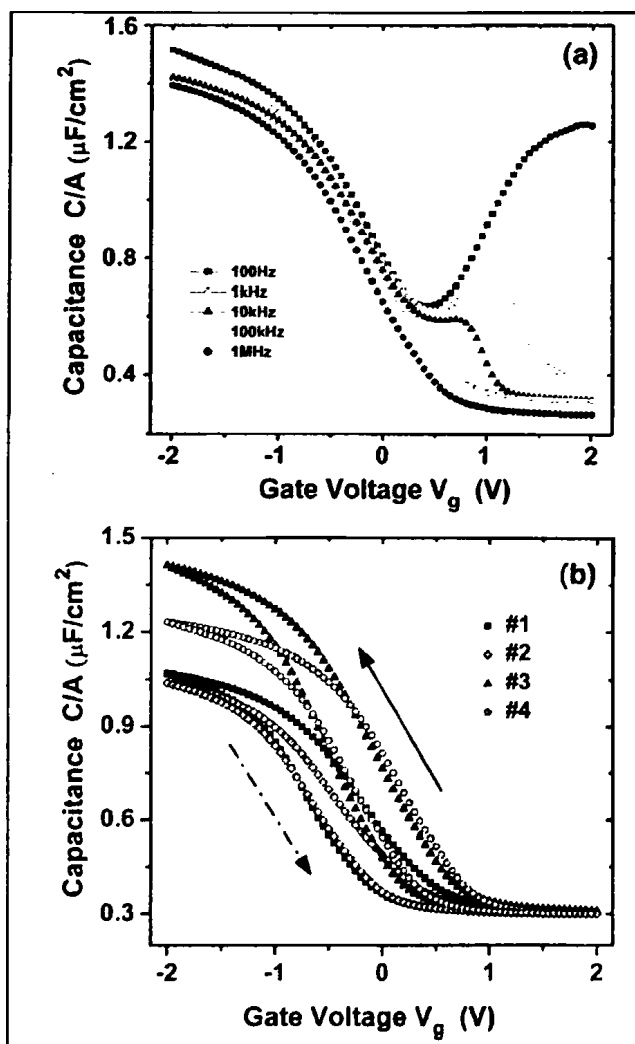 1.6
(a)
1.2
0.8
0.4
Capacitance C/A (μF/cm²)
100Hz
1kHz
10kHz
100kHz
1MHz
-2
-1
0
1
2
Gate Voltage Vg (V)
1.5
(b)
1.2
0.9
0.6
0.3
Capacitance C/A (μF/cm²)
#1
#2
#3
#4
-2
-1
0
1
2
Gate Voltage Vg (V)